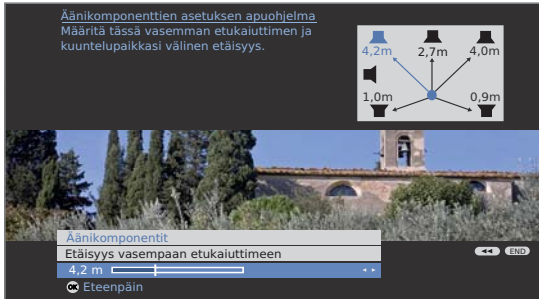 Äänikomponenttien asetuksen apuohjelma
Määritä tässä vasemman etukaiuttimen ja
kuuntelupaikkasi välinen etäisyys.
4,2m 2,7m 4,0m
1,0m 0,9m
Äänikomponentit
Etäisyys vasempaan etukaiuttimeen
4,2 m
END
OK Eteenpäin